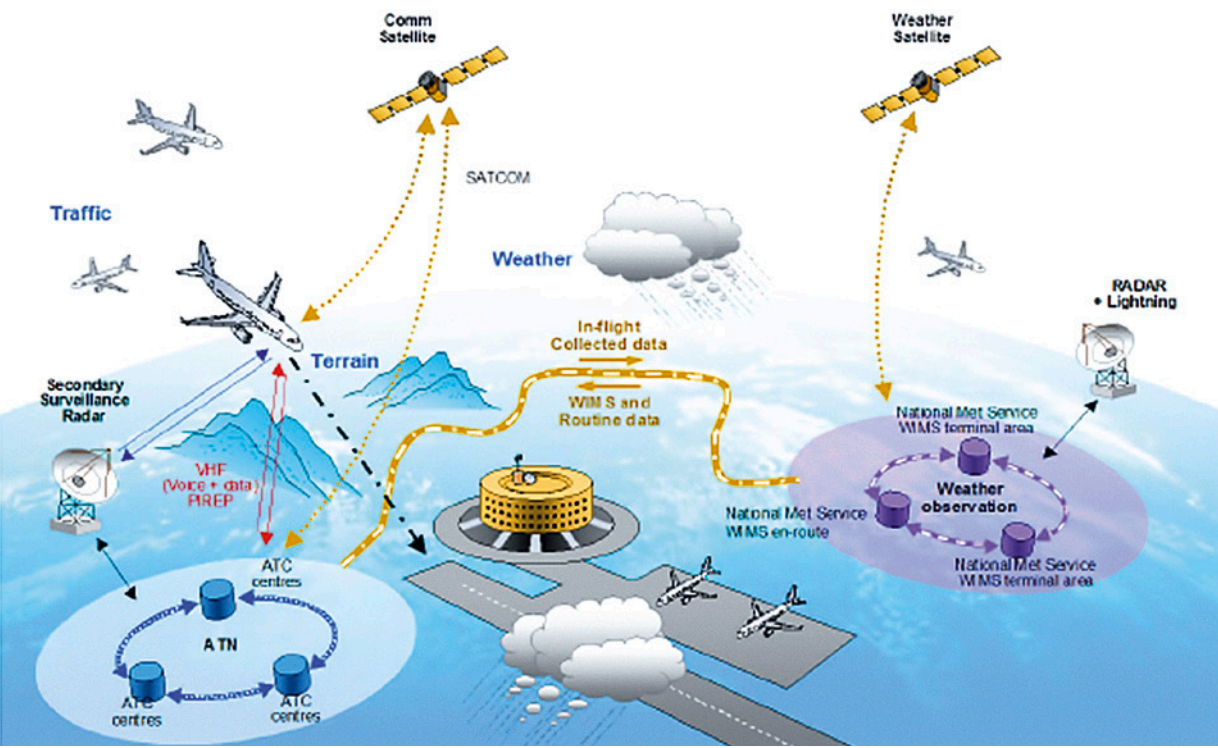 Comm
Satellite
Weather
Satellite
SATCOM
Traffic
Weather
RADAR
• Lightning
In-flight
Collected data
Terrain
Secondary
Surveillance
Radar
WIMS and
Routine data
National Met Service
WIMS terminal area
VHF
(Voice + data)
PIREP
Weather
observation
National Met Service
WIMS en-route
National Met Service
WIMS terminal area
ATC
centres
ATN
ATC
centres
ATC
centres